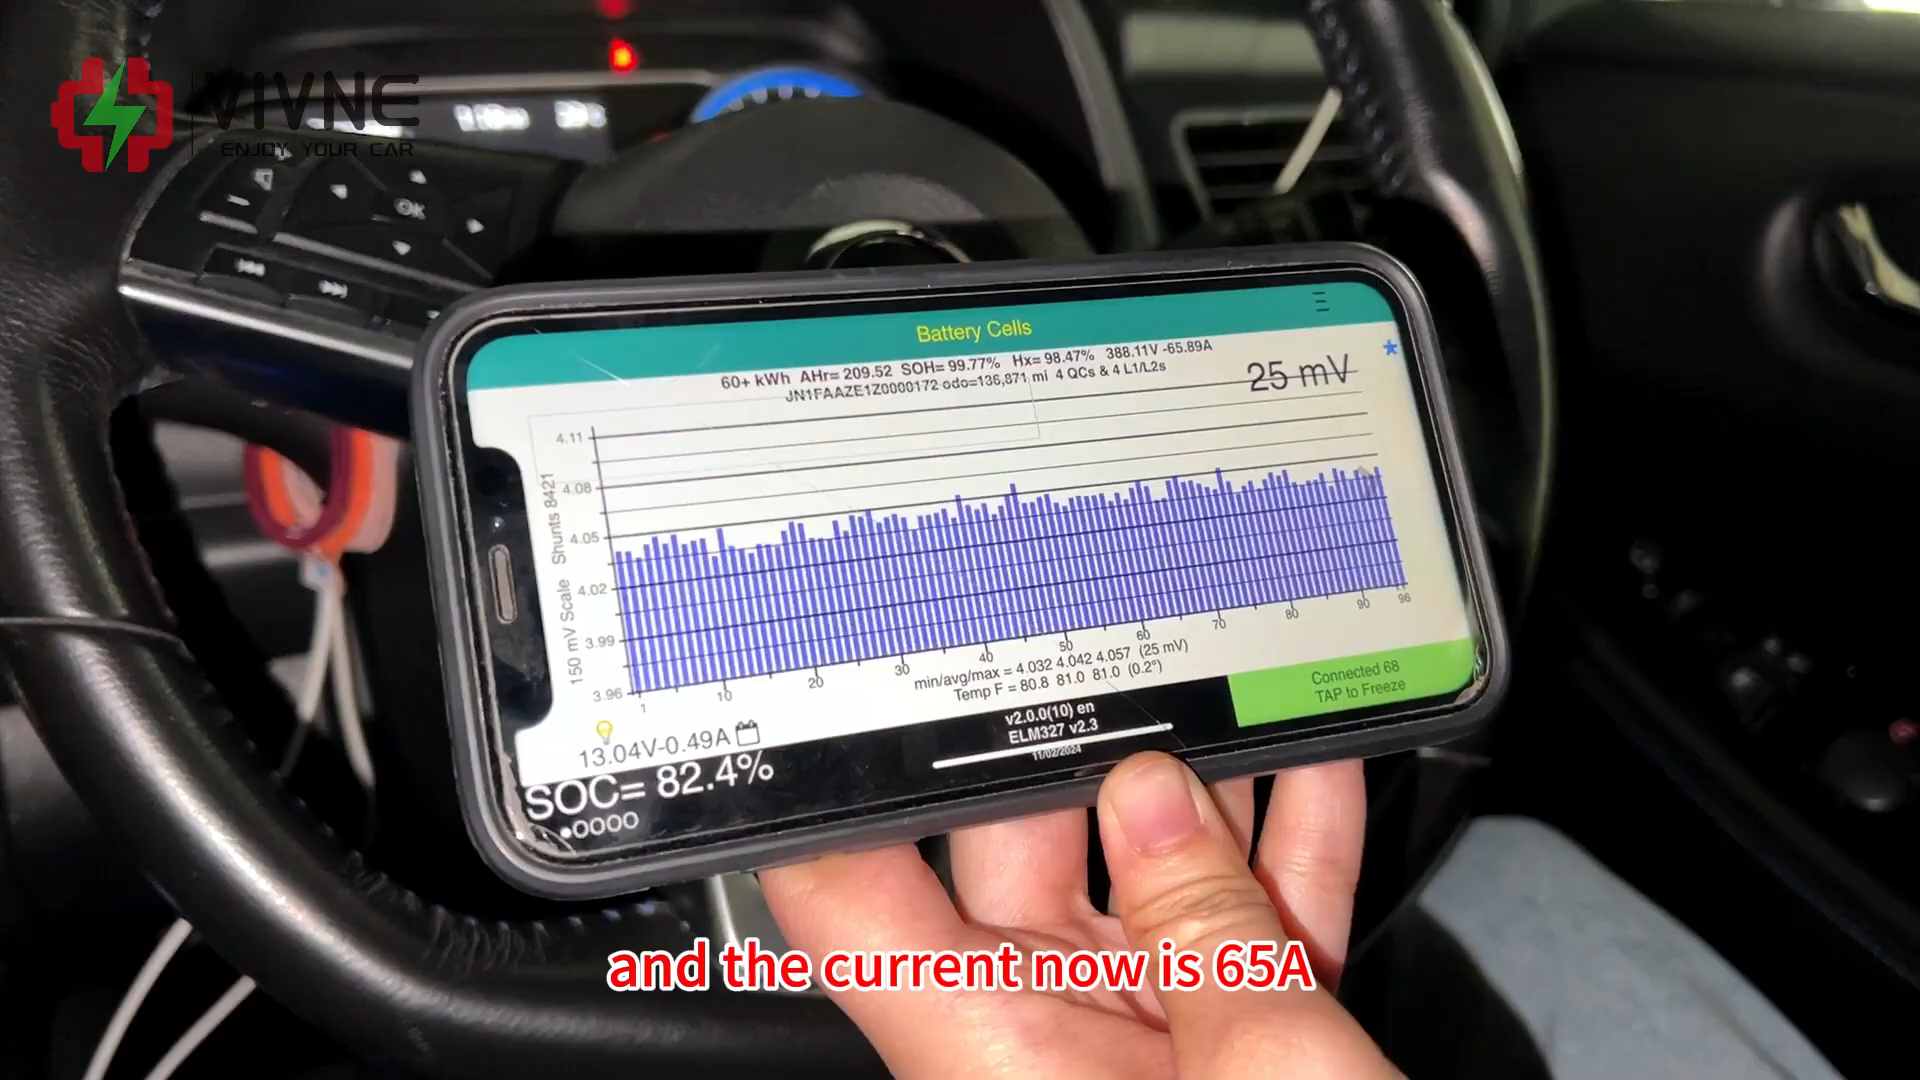 VIVNE
ENJOY YOUR CAR
OK
Battery Cells
60+ kWh AHr= 209.52 SOH= 99.77% Hx= 98.47% 388.11V -65.89A
JN1FAAZE1Z0000172 odo=136,871 mi 4 QCs & 4 L1/L2s
25 mV
4.11
4.08
4.05
4.02
3.99
3.96
150 mV Scale Shunts 8421
1 10 20 30 40 50 60 70 80 90 96
min/avg/max = 4.032 4.042 4.057 (25 mV)
Temp F = 80.8 81.0 81.0 (0.2°)
Connected 68
TAP to Freeze
13.04V-0.49A
v2.0.0(10) en
ELM327 v2.3
11/02/2024
SOC= 82.4%
and the current now is 65A